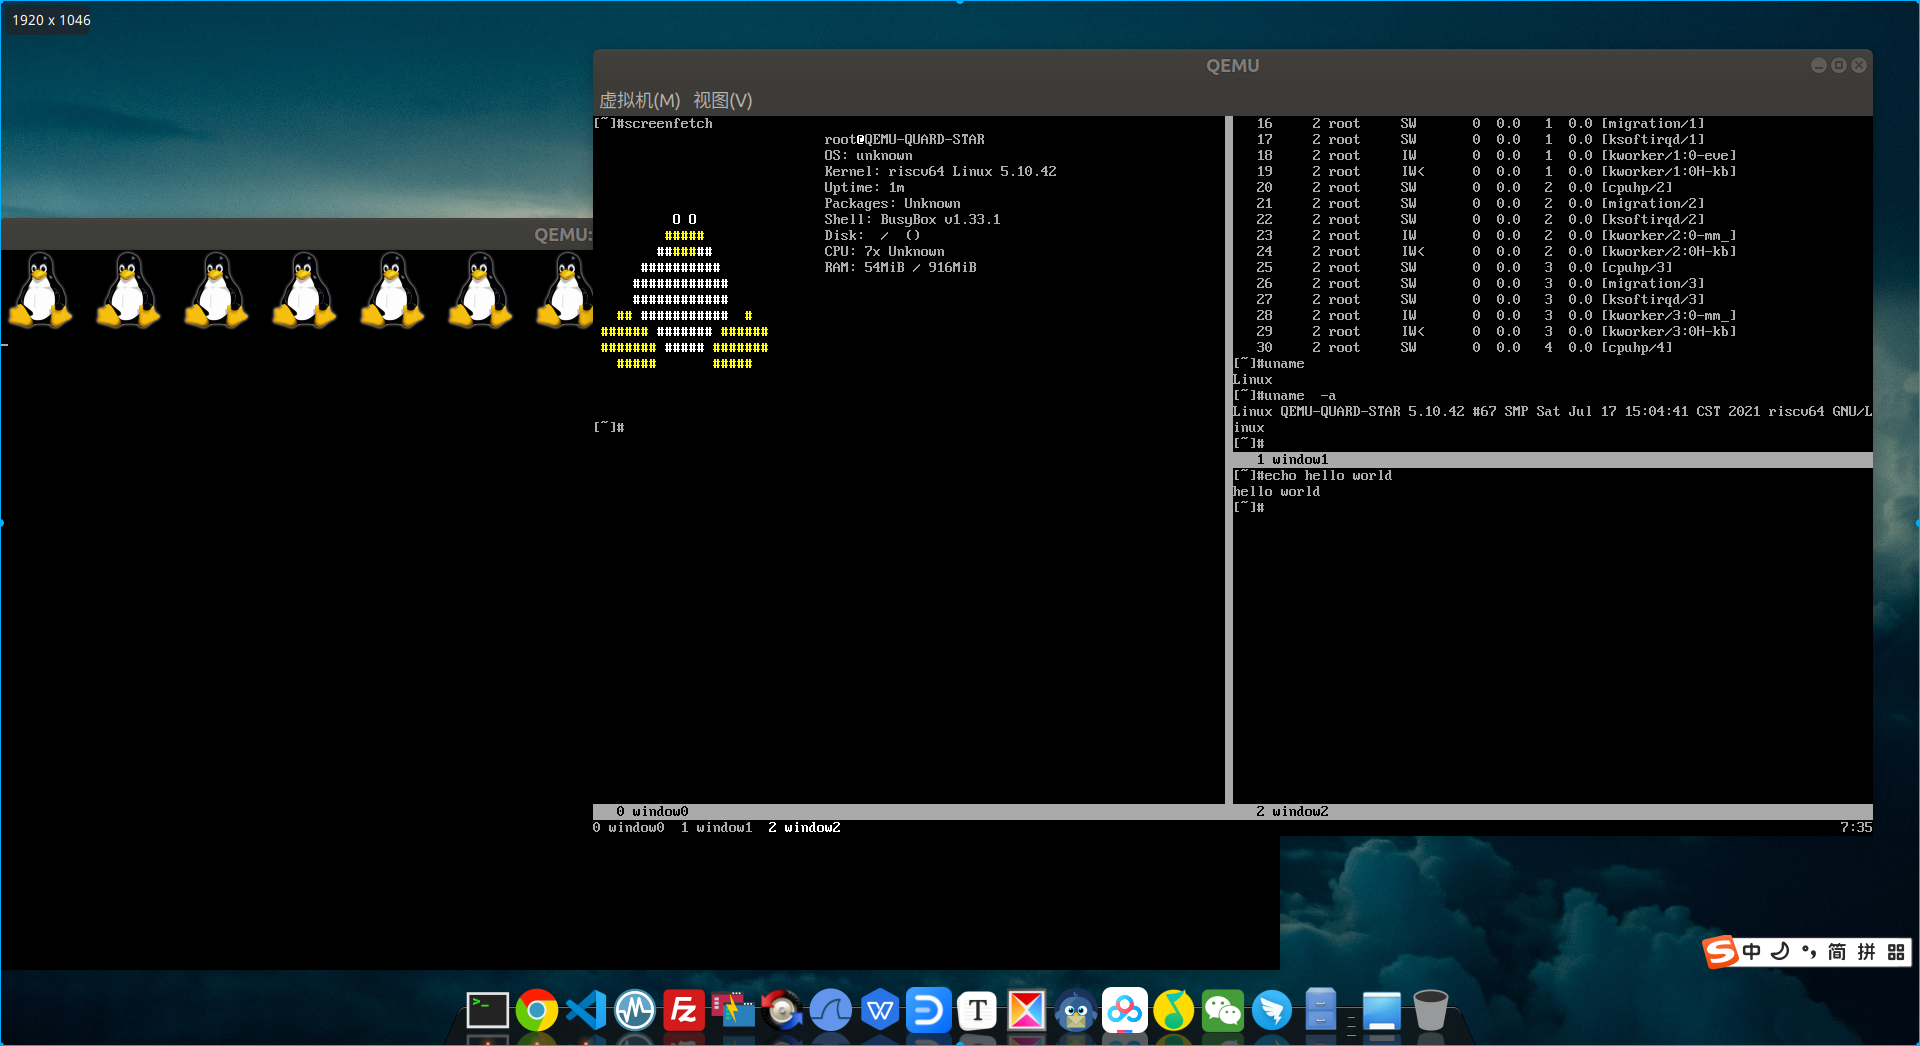 1920 x 1046
QEMU
虚拟机(M) 视图(V)
QEMU:
[~]#screenfetch
root@QEMU-QUARD-STAR
OS: unknown
Kernel: riscv64 Linux 5.10.42
Uptime: 1m
Packages: Unknown
Shell: BusyBox v1.33.1
Disk: / ()
CPU: 7x Unknown
RAM: 54MiB / 916MiB
O O
#####
#######
##########
############
############
## ########### #
###### ####### ######
####### ##### #######
##### #####
[~]#
0 window0
16 2 root SW 0 0.0 1 0.0 [migration/1]
17 2 root SW 0 0.0 1 0.0 [ksoftirqd/1]
18 2 root IW 0 0.0 1 0.0 [kworker/1:0-eve]
19 2 root IW< 0 0.0 1 0.0 [kworker/1:0H-kb]
20 2 root SW 0 0.0 2 0.0 [cpuhp/2]
21 2 root SW 0 0.0 2 0.0 [migration/2]
22 2 root SW 0 0.0 2 0.0 [ksoftirqd/2]
23 2 root IW 0 0.0 2 0.0 [kworker/2:0-mm_]
24 2 root IW< 0 0.0 2 0.0 [kworker/2:0H-kb]
25 2 root SW 0 0.0 3 0.0 [cpuhp/3]
26 2 root SW 0 0.0 3 0.0 [migration/3]
27 2 root SW 0 0.0 3 0.0 [ksoftirqd/3]
28 2 root IW 0 0.0 3 0.0 [kworker/3:0-mm_]
29 2 root IW< 0 0.0 3 0.0 [kworker/3:0H-kb]
30 2 root SW 0 0.0 4 0.0 [cpuhp/4]
[~]#uname
Linux
[~]#uname  -a
Linux QEMU-QUARD-STAR 5.10.42 #67 SMP Sat Jul 17 15:04:41 CST 2021 riscv64 GNU/L
inux
[~]#
1 window1
[~]#echo hello world
hello world
[~]#
2 window2
0 window0 1 window1 2 window2
7:35
S 中 简 拼
>_ Fz W T